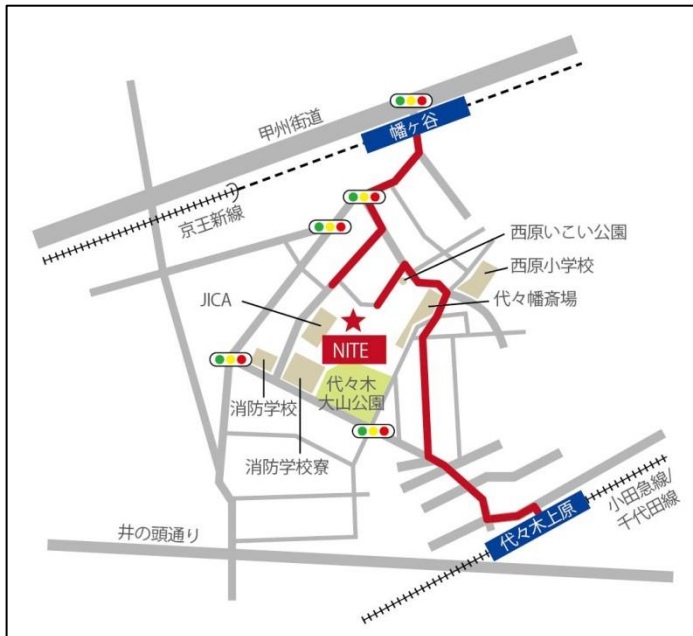 甲州街道
幡ヶ谷
京王新線
西原いこい公園
西原小学校
代々幡斎場
JICA
NITE
代々木
大山公園
消防学校
消防学校寮
小田急線/
千代田線
代々木上原
井の頭通り